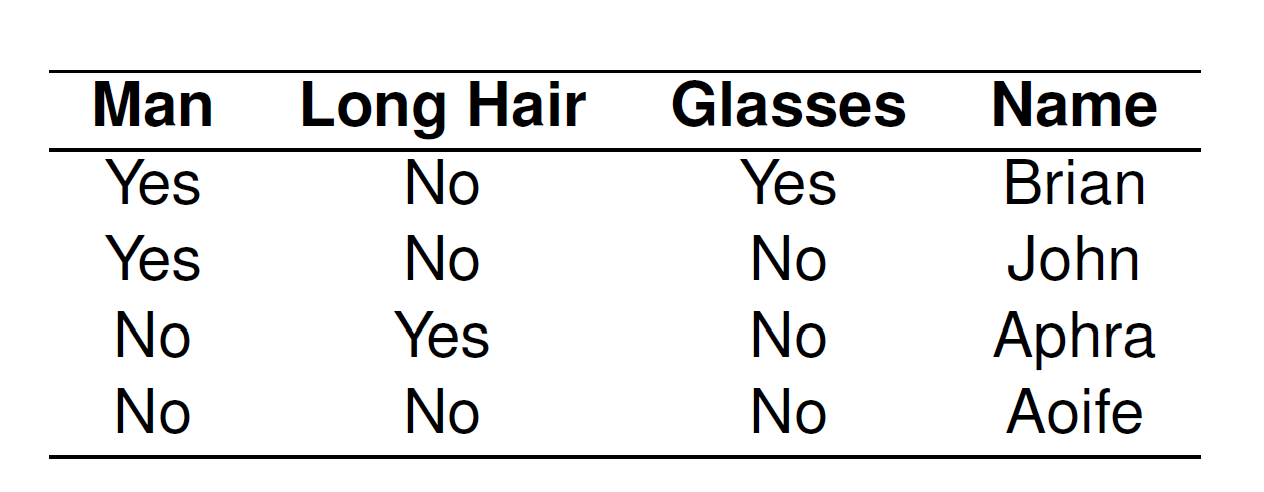 Man Long Hair Glasses Name
Yes No Yes Brian
Yes No No John
No Yes No Aphra
No No No Aoife